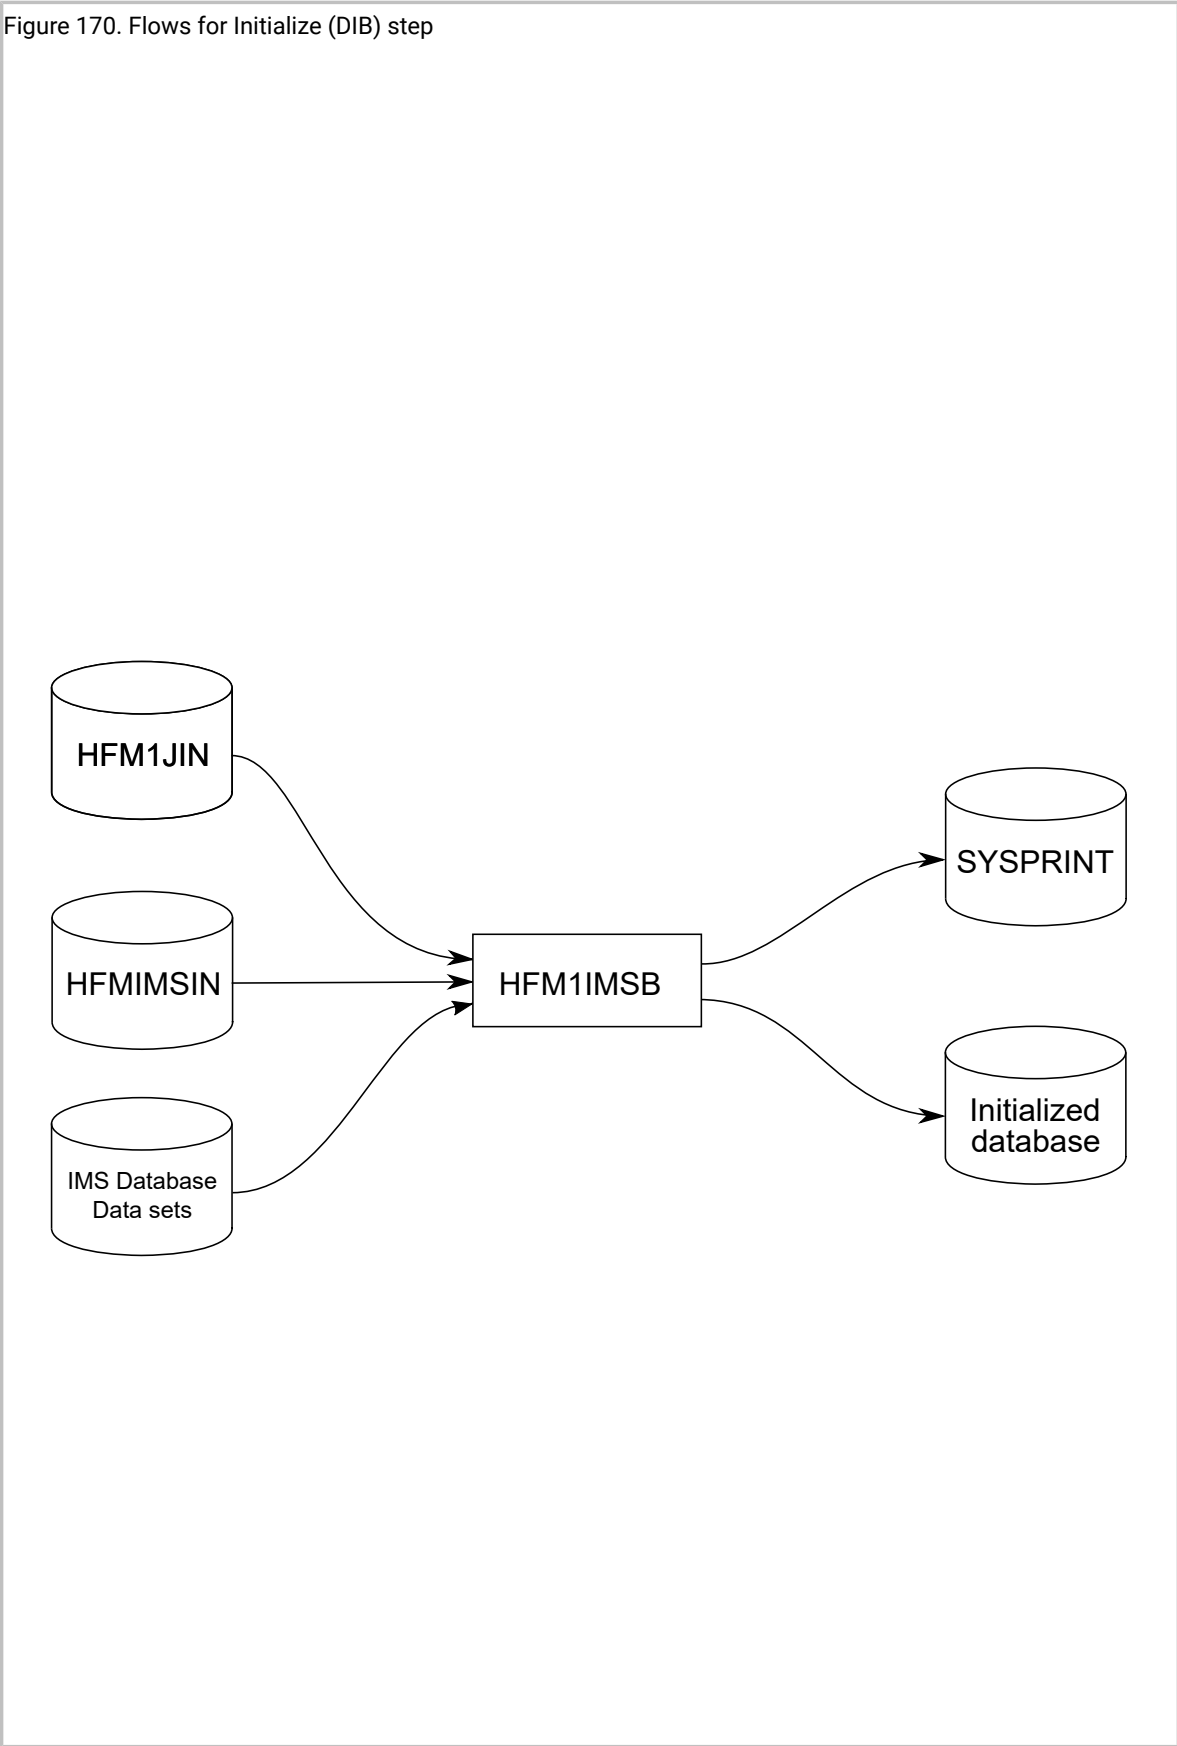 Figure 170. Flows for Initialize (DIB) step
HFM1JIN
HFMIMSIN
IMS Database
Data sets
HFM1IMSB
SYSPRINT
Initialized
database